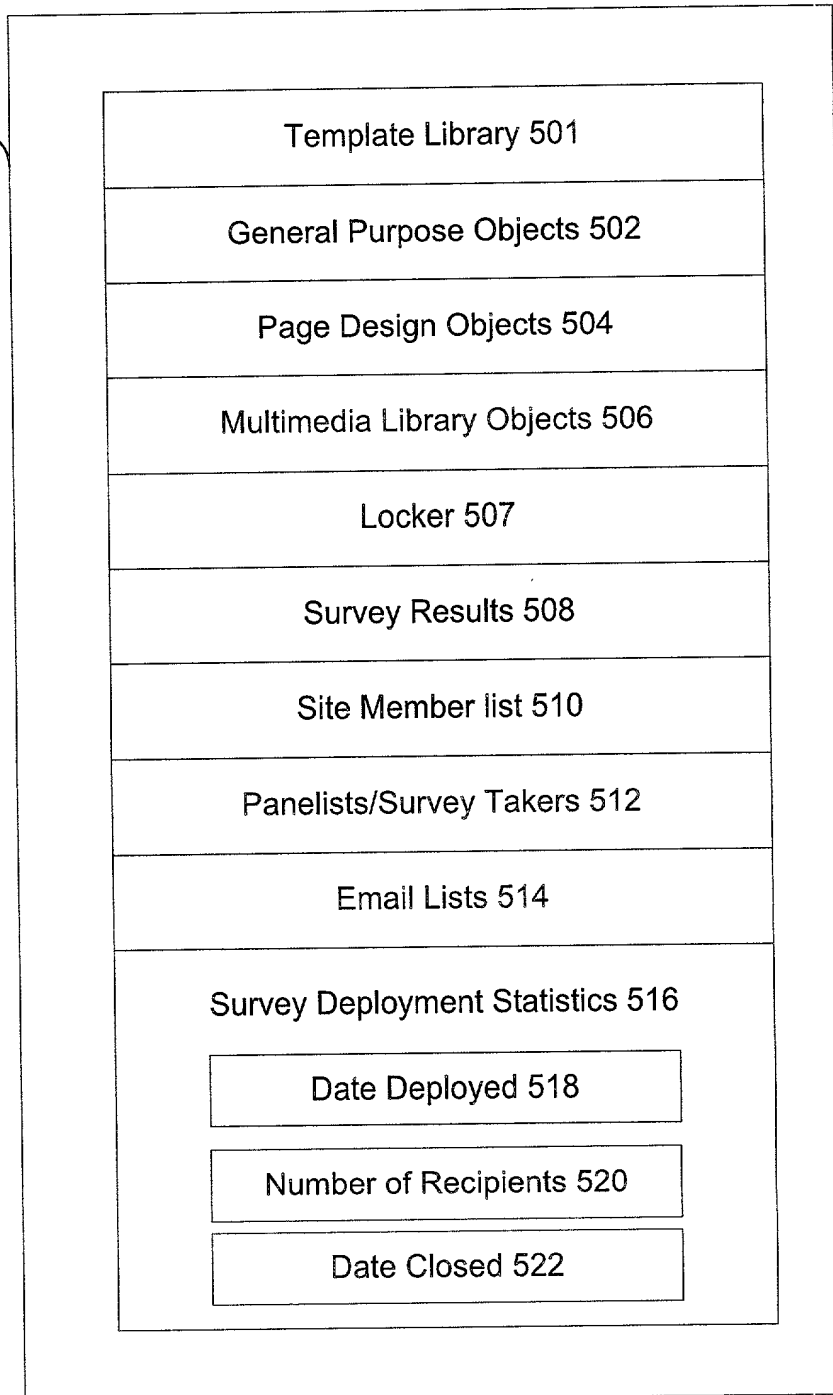 Template Library 501
General Purpose Objects 502
Page Design Objects 504
Multimedia Library Objects 506
Locker 507
Survey Results 508
Site Member list 510
Panelists/Survey Takers 512
Email Lists 514
Survey Deployment Statistics 516
Date Deployed 518
Number of Recipients 520
Date Closed 522